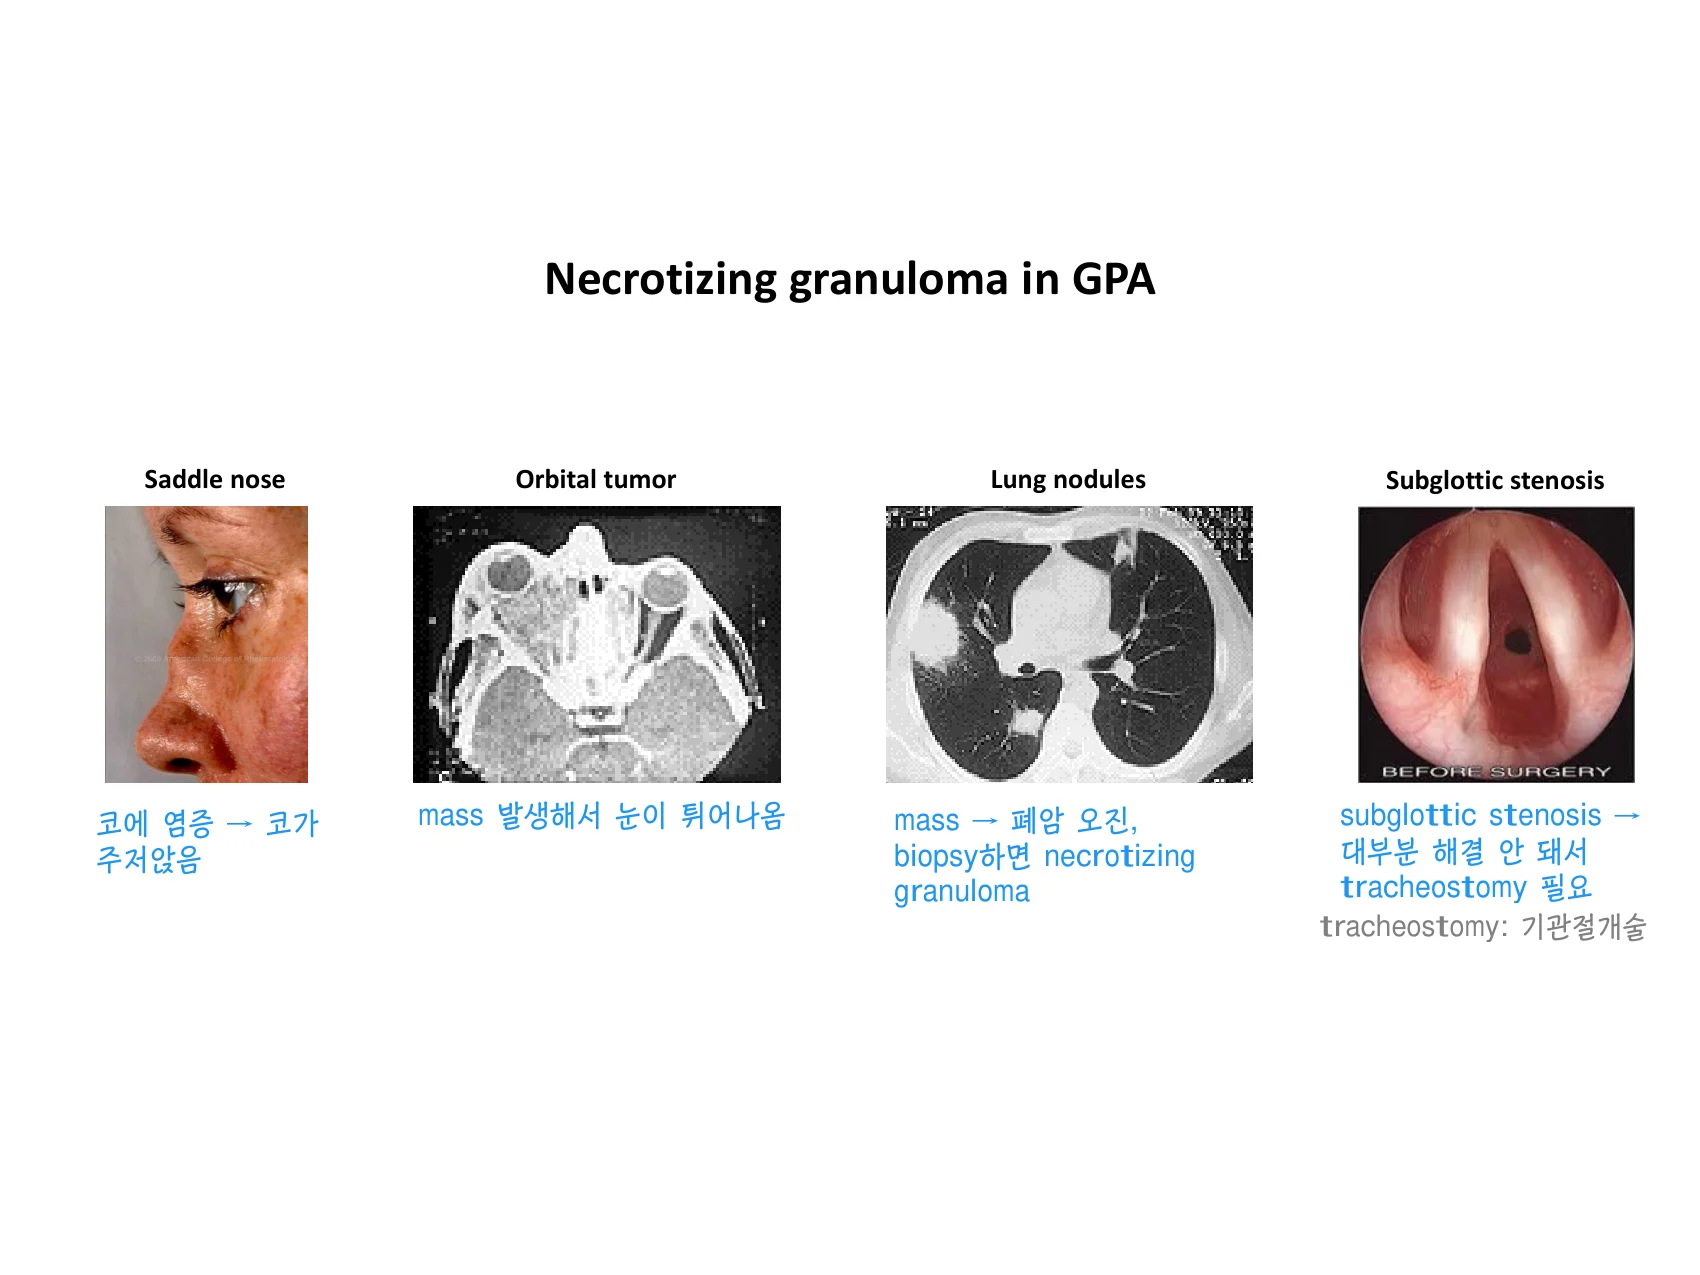 Necrotizing granuloma in GPA
Saddle nose
Orbital tumor
Lung nodules
Subglottic stenosis
BEFORE SURGERY
코에 염증 → 코가
주저앉음
mass 발생해서 눈이 튀어나옴
mass → 폐암 오진,
biopsy하면 necrotizing
granuloma
subglottic stenosis →
대부분 해결 안 돼서
tracheostomy 필요
tracheostomy: 기관절개술